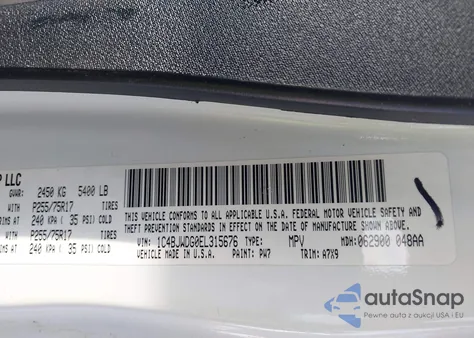 P LLC
GVWR: 2450 KG 5400 LB
WITH P255/75R17 TIRES
RIMS AT 240 KPA ( 35 PSI) COLD
WITH P255/75R17 TIRES
RIMS AT 240 KPA ( 35 PSI) COLD
THIS VEHICLE CONFORMS TO ALL APPLICABLE U.S.A. FEDERAL MOTOR VEHICLE SAFETY AND
THEFT PREVENTION STANDARDS IN EFFECT ON THE DATE OF MANUFACTURE SHOWN ABOVE.
VIN: 1C4BJWDG0EL315676 TYPE: MPV MDH: 062900 048AA
VEHICLE MADE IN U.S.A. PAINT: PW7 TRIM: A7X9
autoSnap
Pewne auta z aukcji USA i EU